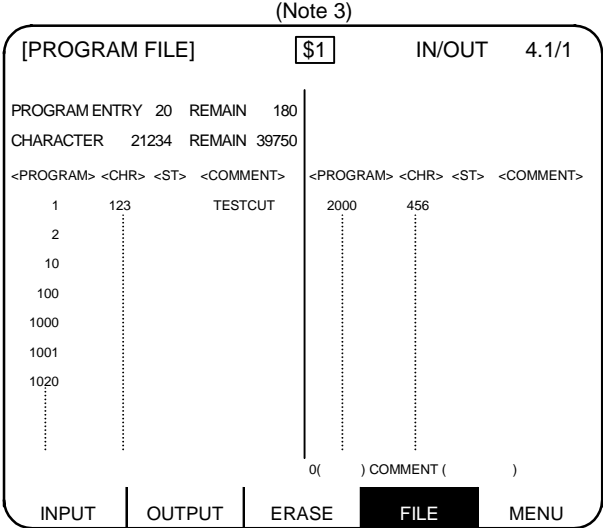 (Note 3)
[PROGRAM FILE] $1 IN/OUT 4.1/1
PROGRAM ENTRY 20 REMAIN 180
CHARACTER 21234 REMAIN 39750
<PROGRAM> <CHR> <ST> <COMMENT> <PROGRAM> <CHR> <ST> <COMMENT>
1 123 TESTCUT 2000 456
2
10
100
1000
1001
1020
0( ) COMMENT ( )
INPUT OUTPUT ERASE FILE MENU